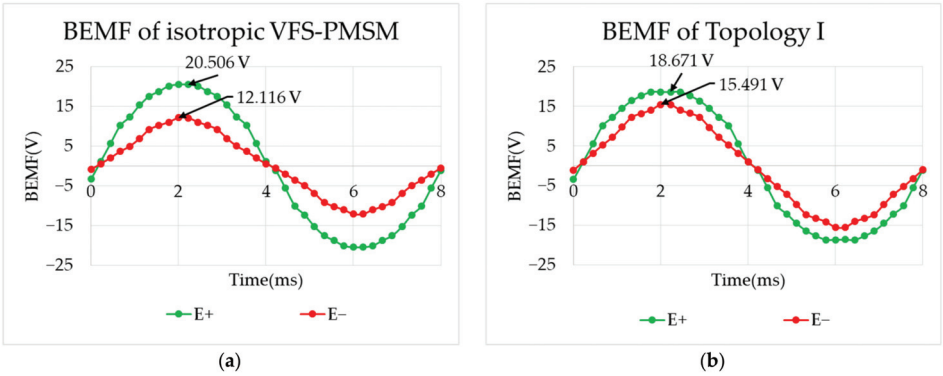 BEMF of isotropic VFS-PMSM
20.506 V
12.116 V
25
15
5
−5
−15
−25
BEMF(V)
0
2
4
6
8
Time(ms)
E+
E−
(a)
BEMF of Topology I
18.671 V
15.491 V
25
15
5
−5
−15
−25
BEMF(V)
0
2
4
6
8
Time(ms)
E+
E−
(b)